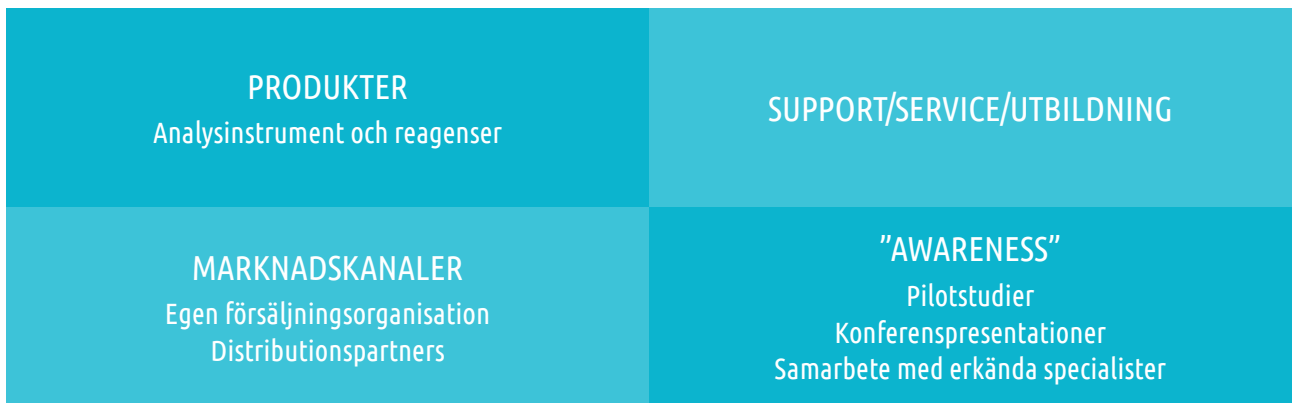 PRODUKTER
Analysinstrument och reagenser
SUPPORT/SERVICE/UTBILDNING
MARKNADSKANALER
Egen försäljningsorganisation
Distributionspartners
”AWARENESS”
Pilotstudier
Konferenspresentationer
Samarbete med erkända specialister